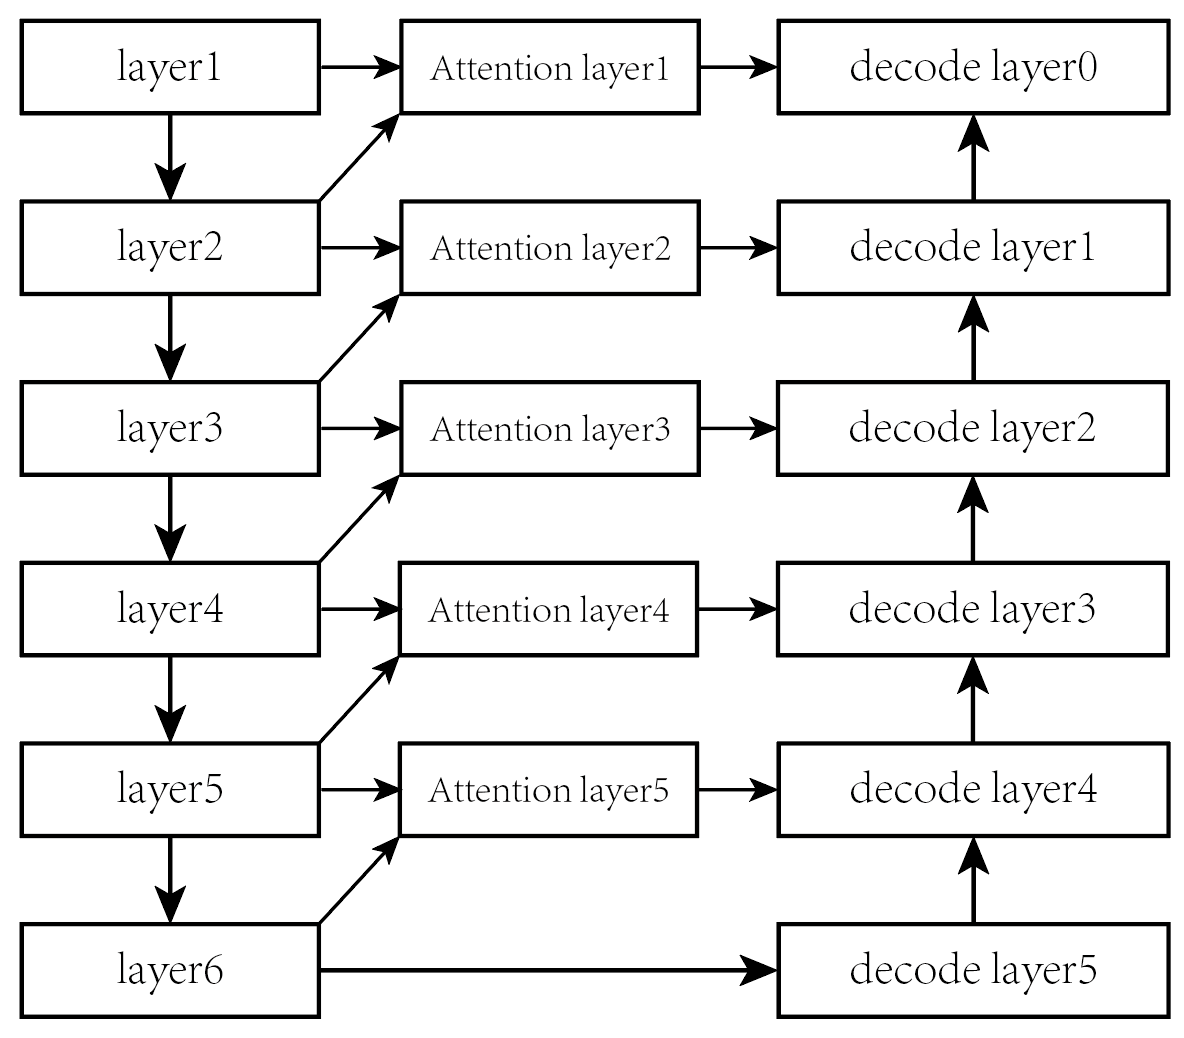 layer1
Attention layer1
decode layer0
layer2
Attention layer2
decode layer1
layer3
Attention layer3
decode layer2
layer4
Attention layer4
decode layer3
layer5
Attention layer5
decode layer4
layer6
decode layer5